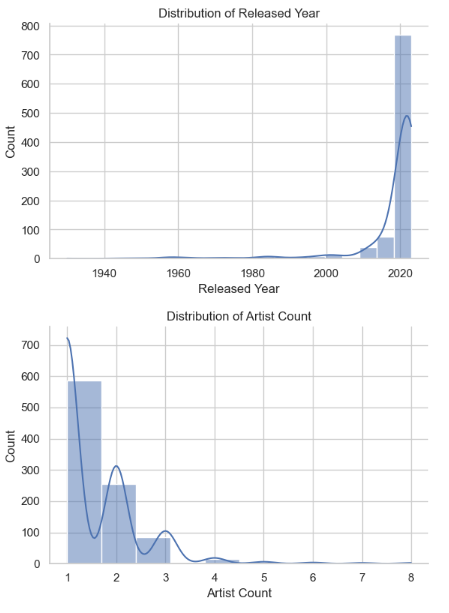 Distribution of Released Year
800
700
600
500
400
300
200
100
0
Count
1940 1960 1980 2000 2020
Released Year
Distribution of Artist Count
700
600
500
400
300
200
100
0
Count
1 2 3 4 5 6 7 8
Artist Count